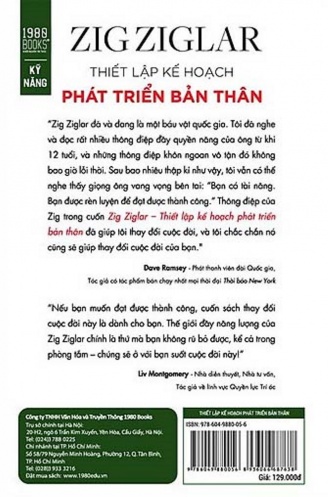 1980
BOOKS
KỸ
NĂNG
ZIG ZIGLAR
THIẾT LẬP KẾ HOẠCH
PHÁT TRIỂN BẢN THÂN
"Zig Ziglar đã và đang là một báu vật quốc gia. Tôi đã nghe
và đọc rất nhiều thông điệp đầy quyền năng của ông từ khi
12 tuổi, và những thông điệp khôn ngoan vô tận đó không
bao giờ lỗi thời. Sau bao nhiêu thập kỉ như vậy, tôi vẫn có thể
nghe thấy giọng ông vang vọng bên tai: "Bạn có tài năng.
Bạn được rèn luyện để đạt được thành công." Thông điệp của
Zig trong cuốn Zig Ziglar – Thiết lập kế hoạch phát triển
bản thân đã giúp tôi thay đổi cuộc đời, và tôi chắc chắn nó
cũng sẽ giúp thay đổi cuộc đời của bạn."
Dave Ramsey - Phát thanh viên đài Quốc gia,
Tác giả có tác phẩm bán chạy nhất mọi thời đại Thời báo New York
"Nếu bạn muốn đạt được thành công, cuốn sách thay đổi
cuộc đời này là dành cho bạn. Thế giới đầy năng lượng của
Zig Ziglar chính là thứ mà bạn không rũ bỏ được, kể cả
trong phòng tắm – chúng sẽ ở với bạn suốt cuộc đời này!"
Liv Montgomery - Nhà diễn thuyết, Nhà tư vấn,
Tác giả về lĩnh vực Quyền lực Trí óc
Công ty TNHH Văn Hóa và Truyền Thông 1980 Books
Trụ sở chính tại Hà Nội:
20 H2, ngõ 6 Trần Kim Xuyến, Yên Hòa, Cầu Giấy, Hà Nội.
Tel: (024) 3788 0225
Chi nhánh tại TP. Hồ Chí Minh:
Số 58/9 Nguyễn Minh Hoàng, Phường 12, Q.Tân Bình,
TP. Hồ Chí Minh
Tel: (028) 933 3216
Đặt mua sách: www.1980edu.vn
THIẾT LẬP KẾ HOẠCH PHÁT TRIỂN BẢN THÂN
ISBN: 978-604-9880-05-6
9786049880056
8936066687638
Giá: 129.000đ